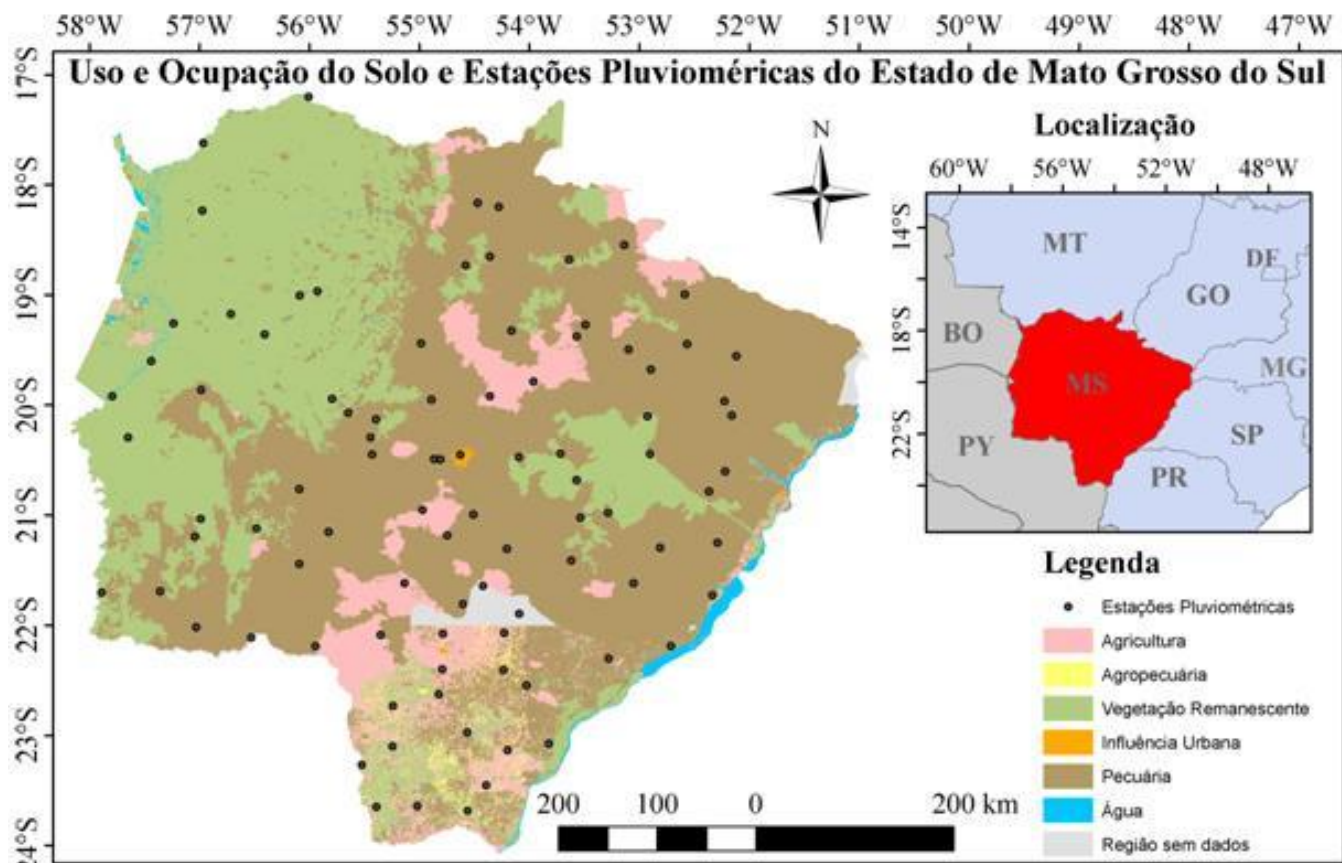 58°W 57°W 56°W 55°W 54°W 53°W 52°W 51°W 50°W 49°W 48°W 47°W
Uso e Ocupação do Solo e Estações Pluvioméricas do Estado de Mato Grosso do Sul
17°S
18°S
19°S
20°S
21°S
22°S
23°S
24°S
N
Localização
60°W 56°W 52°W 48°W
14°S
18°S
22°S
MT
DF
GO
BO
MS
MG
PY
SP
PR
Legenda
Estações Pluviométricas
Agricultura
Agropecuária
Vegetação Remanescente
Influência Urbana
Pecuária
Água
Região sem dados
200 100 0 200 km